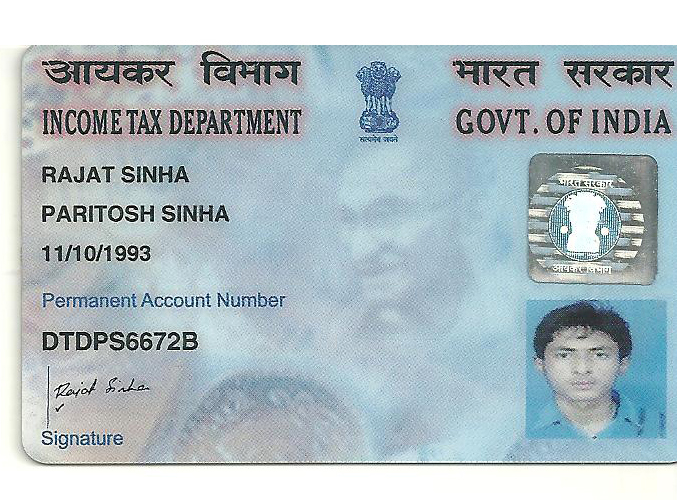 आयकर विभाग
भारत सरकार
INCOME TAX DEPARTMENT
GOVT. OF INDIA
सत्यमेव जयते
RAJAT SINHA
PARITOSH SINHA
11/10/1993
Permanent Account Number
DTDPS6672B
Rajat Sinha
Signature
भारत सरकार
आयकर विभाग